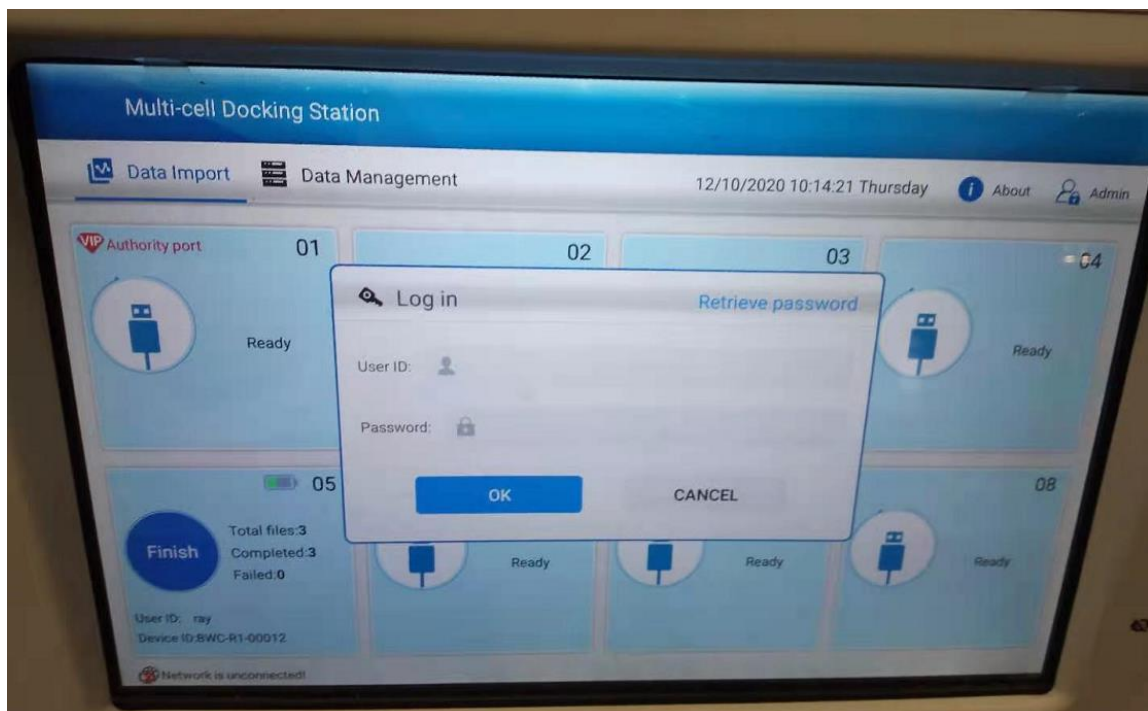 Multi-cell Docking Station
Data Import
Data Management
12/10/2020 10:14:21 Thursday
About
Admin
VIP Authority port
01
02
03
04
Ready
Ready
Log in
Retrieve password
User ID:
Password:
OK
CANCEL
05
08
Finish
Total files:3
Completed:3
Failed:0
Ready
Ready
Ready
User ID: ray
Device ID:BWC-R1-00012
Network is unconnected!